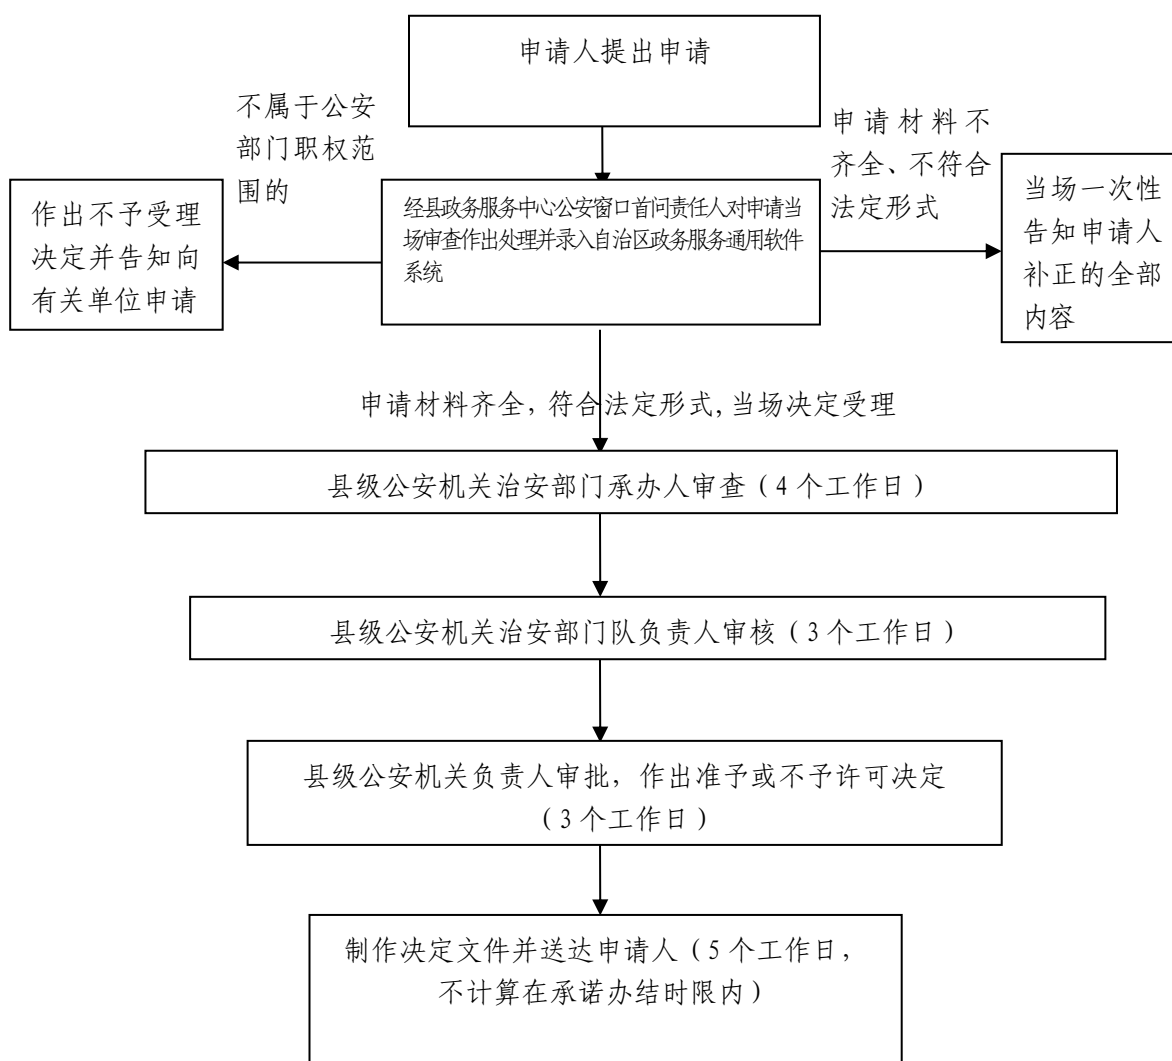 申请人提出申请
不属于公安
部门职权范
围的
申请材料不
齐全、不符合
法定形式
作出不予受理
决定并告知向
有关单位申请
经县政务服务中心公安窗口首问责任人对申请当
场审查作出处理并录入自治区政务服务通用软件
系统
当场一次性
告知申请人
补正的全部
内容
申请材料齐全，符合法定形式，当场决定受理
县级公安机关治安部门承办人审查（4个工作日）
县级公安机关治安部门队负责人审核（3个工作日）
县级公安机关负责人审批，作出准予或不予许可决定
（3个工作日）
制作决定文件并送达申请人（5个工作日，
不计算在承诺办结时限内）